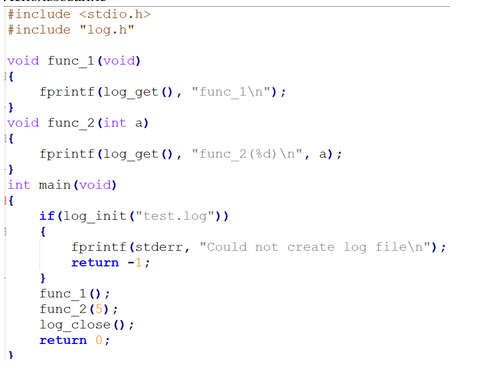 #include <stdio.h>
#include "log.h"
void func_1(void)
{
fprintf(log_get(), "func_1\n");
}
void func_2(int a)
{
fprintf(log_get(), "func_2(%d)\n", a);
}
int main(void)
{
if(log_init("test.log"))
{
fprintf(stderr, "Could not create log file\n");
return -1;
}
func_1();
func_2(5);
log_close();
return 0;
}